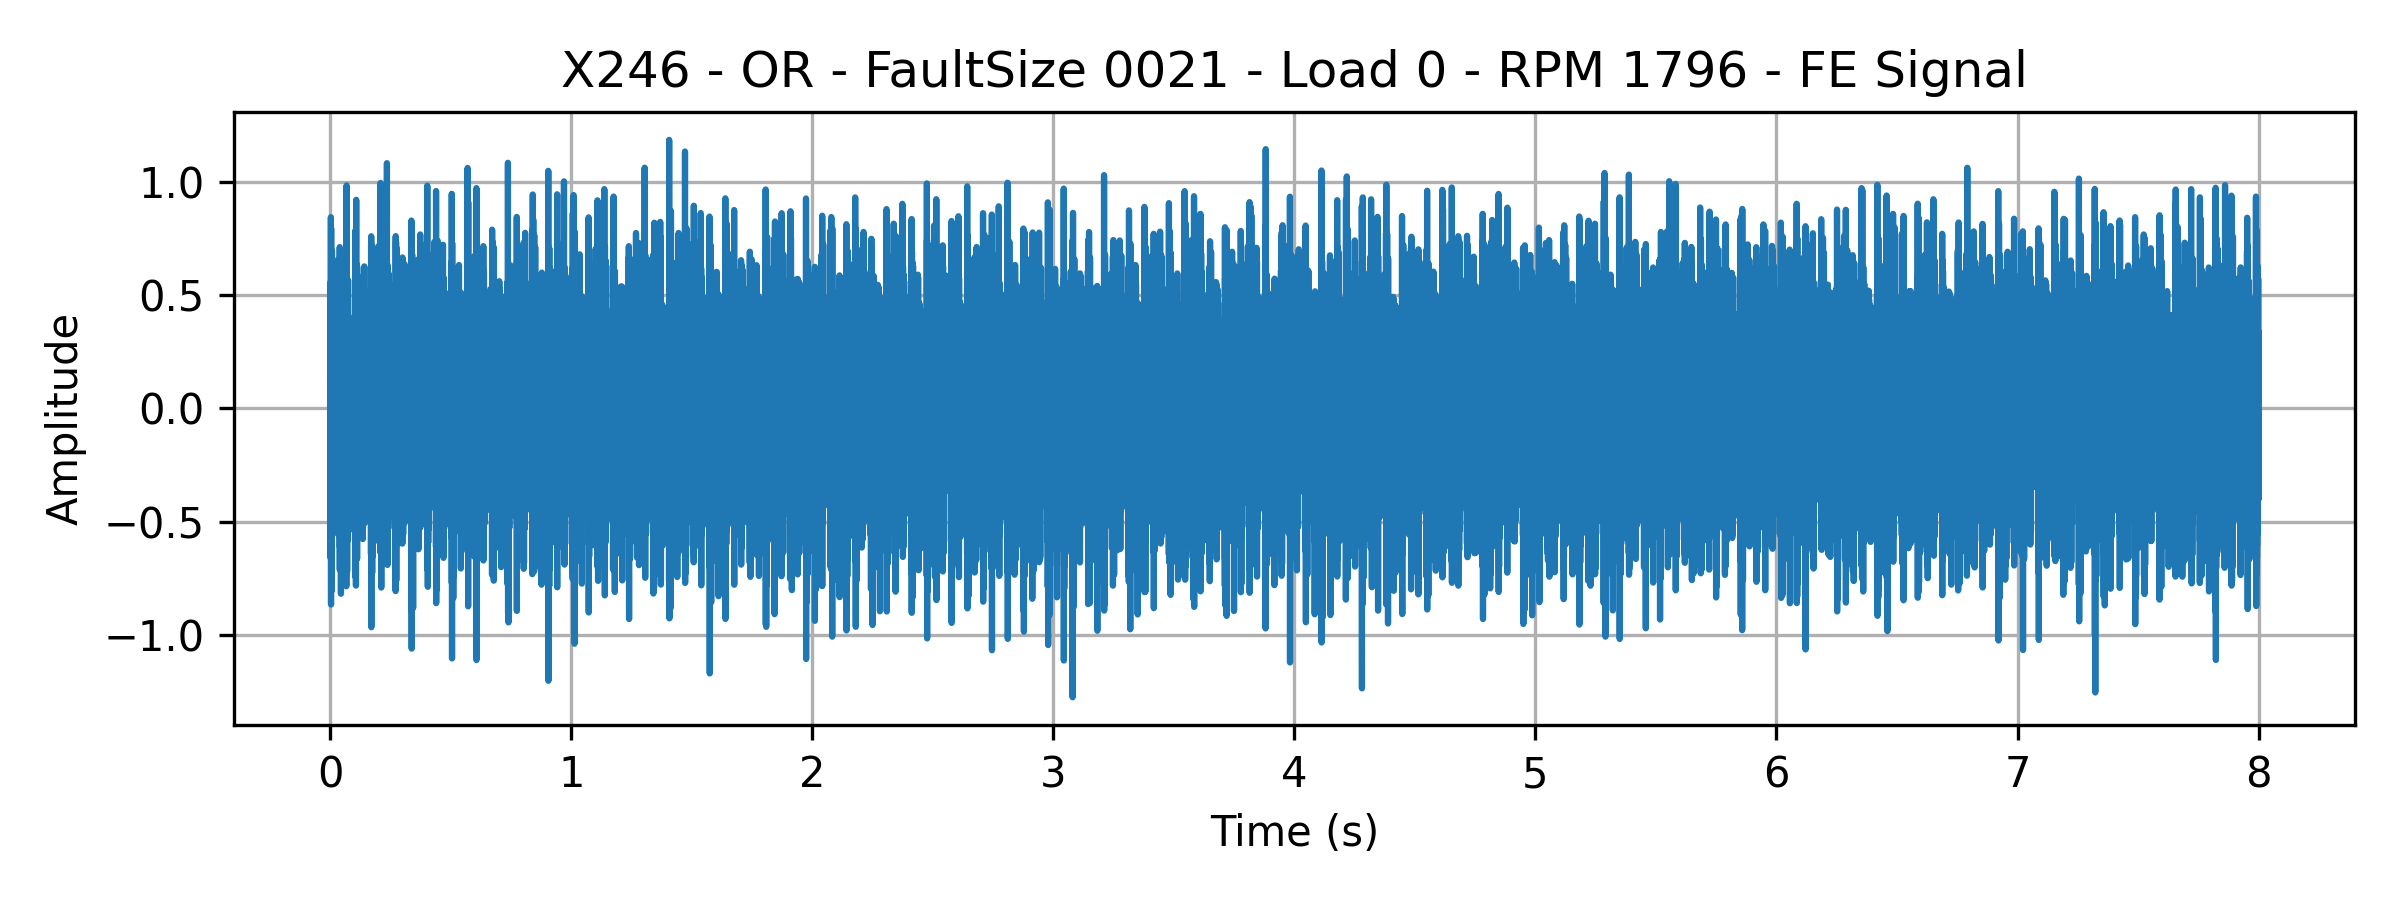 X246 - OR - FaultSize 0021 - Load 0 - RPM 1796 - FE Signal
1.0
0.5
0.0
−0.5
−1.0
Amplitude
0 1 2 3 4 5 6 7 8
Time (s)